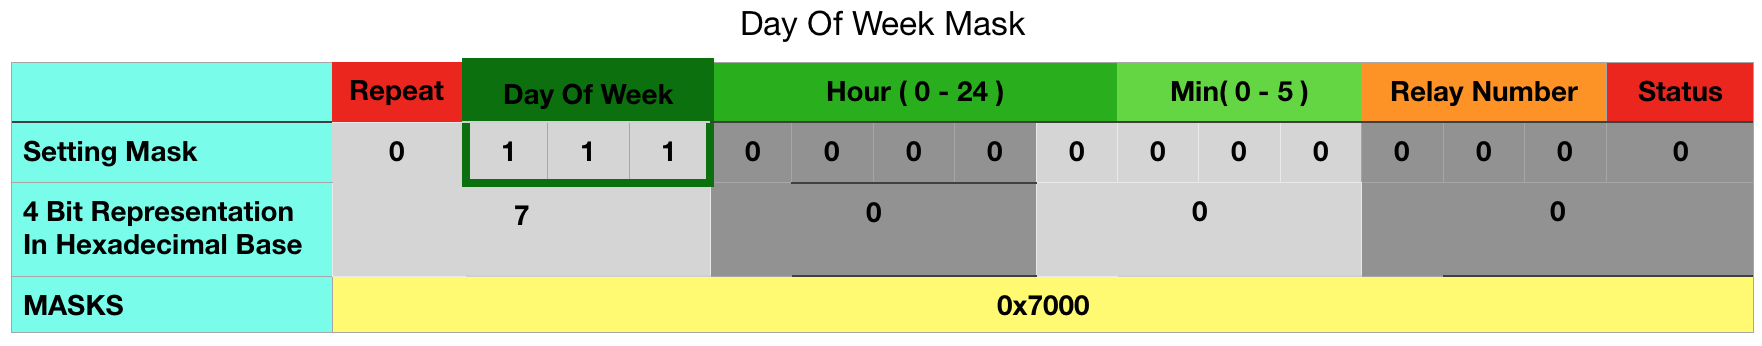 Day Of Week Mask
Repeat Day Of Week Hour ( 0 - 24 ) Min( 0 - 5 ) Relay Number Status
Setting Mask 0 1 1 1 0 0 0 0 0 0 0 0 0 0 0 0
4 Bit Representation
In Hexadecimal Base 7 0 0 0
MASKS 0x7000